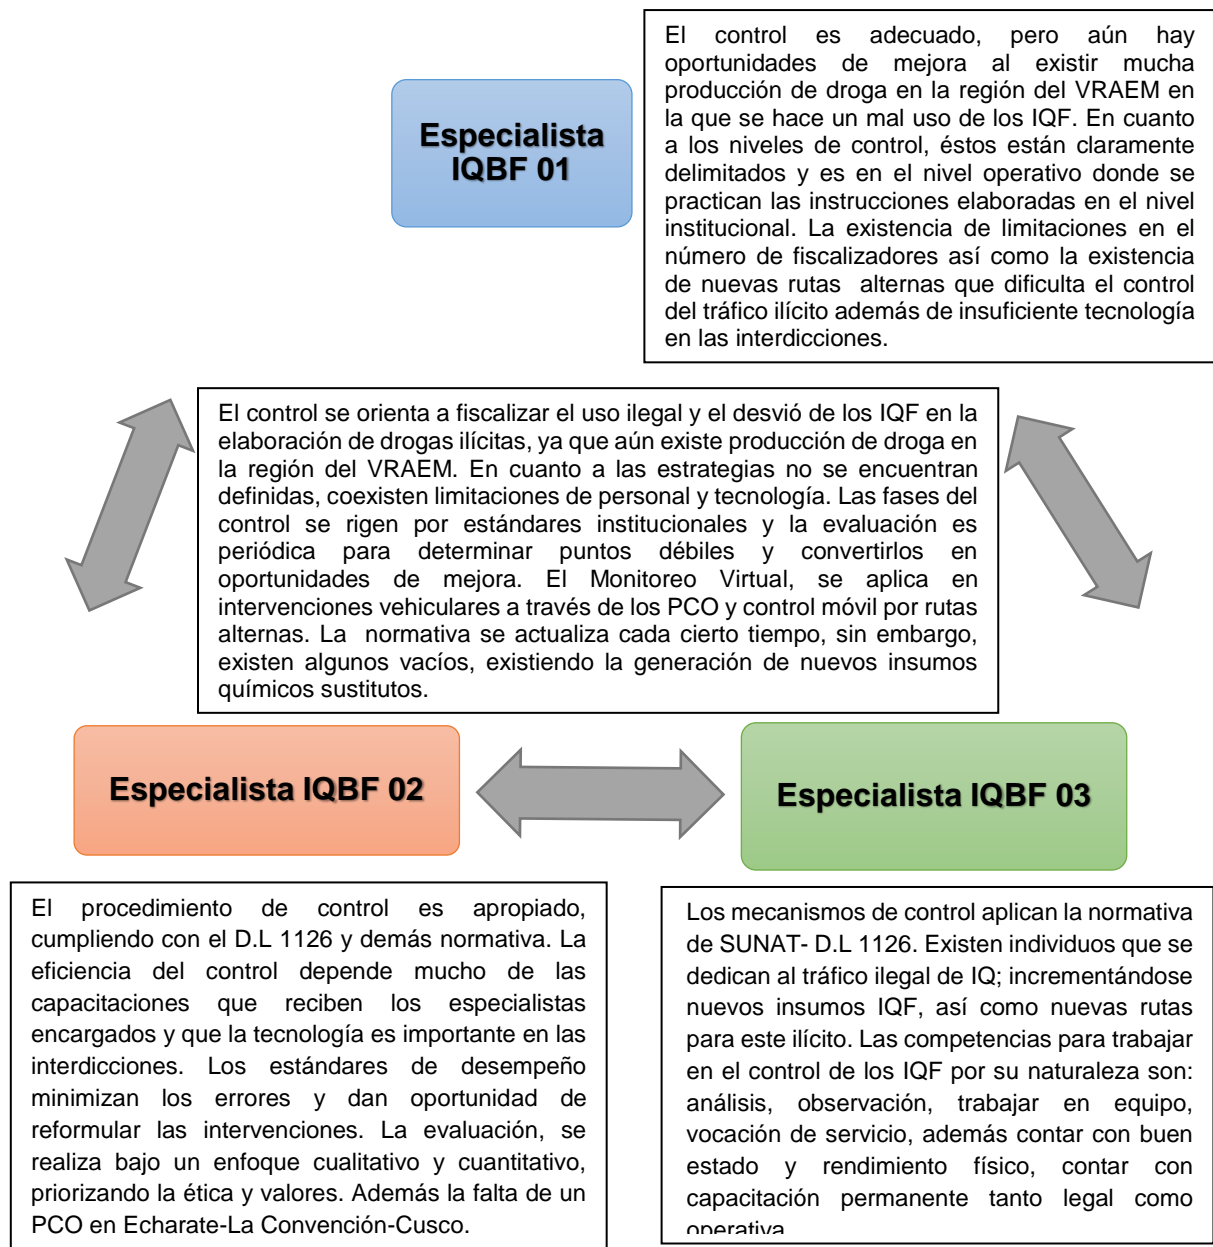 Especialista
IQBF 01
El control es adecuado, pero aún hay
oportunidades de mejora al existir mucha
producción de droga en la región del VRAEM en
la que se hace un mal uso de los IQF. En cuanto
a los niveles de control, éstos están claramente
delimitados y es en el nivel operativo donde se
practican las instrucciones elaboradas en el nivel
institucional. La existencia de limitaciones en el
número de fiscalizadores así como la existencia
de nuevas rutas alternas que dificulta el control
del tráfico ilícito además de insuficiente tecnología
en las interdicciones.
El control se orienta a fiscalizar el uso ilegal y el desvió de los IQF en la
elaboración de drogas ilícitas, ya que aún existe producción de droga en
la región del VRAEM. En cuanto a las estrategias no se encuentran
definidas, coexisten limitaciones de personal y tecnología. Las fases del
control se rigen por estándares institucionales y la evaluación es
periódica para determinar puntos débiles y convertirlos en
oportunidades de mejora. El Monitoreo Virtual, se aplica en
intervenciones vehiculares a través de los PCO y control móvil por rutas
alternas. La normativa se actualiza cada cierto tiempo, sin embargo,
existen algunos vacíos, existiendo la generación de nuevos insumos
químicos sustitutos.
Especialista IQBF 02
Especialista IQBF 03
El procedimiento de control es apropiado,
cumpliendo con el D.L 1126 y demás normativa. La
eficiencia del control depende mucho de las
capacitaciones que reciben los especialistas
encargados y que la tecnología es importante en las
interdicciones. Los estándares de desempeño
minimizan los errores y dan oportunidad de
reformular las intervenciones. La evaluación, se
realiza bajo un enfoque cualitativo y cuantitativo,
priorizando la ética y valores. Además la falta de un
PCO en Echarate-La Convención-Cusco.
Los mecanismos de control aplican la normativa
de SUNAT- D.L 1126. Existen individuos que se
dedican al tráfico ilegal de IQ; incrementándose
nuevos insumos IQF, así como nuevas rutas
para este ilícito. Las competencias para trabajar
en el control de los IQF por su naturaleza son:
análisis, observación, trabajar en equipo,
vocación de servicio, además contar con buen
estado y rendimiento físico, contar con
capacitación permanente tanto legal como
operativa